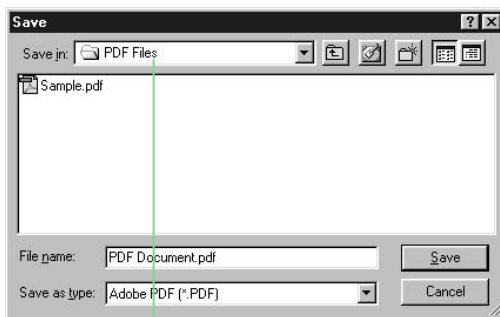 Save
Save in: PDF Files
Sample.pdf
File name: PDF Document.pdf Save
Save as type: Adobe PDF (*.PDF) Cancel